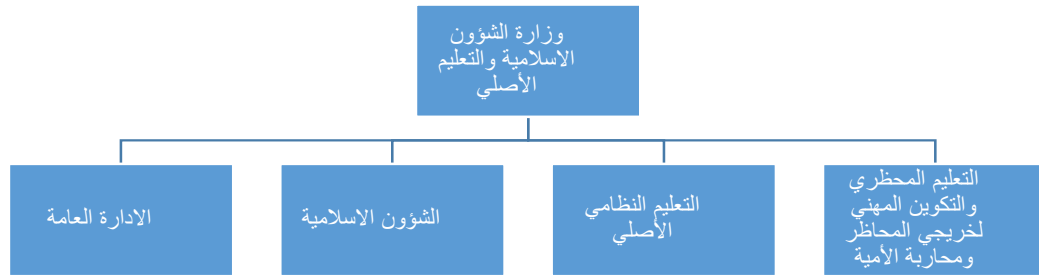 وزارة الشؤون
الاسلامية والتعليم
الأصلي
التعليم المحظري
والتكوين المهني
لخريجي المحاظر
ومحاربة الأمية
التعليم النظامي
الأصلي
الشؤون الاسلامية
الادارة العامة